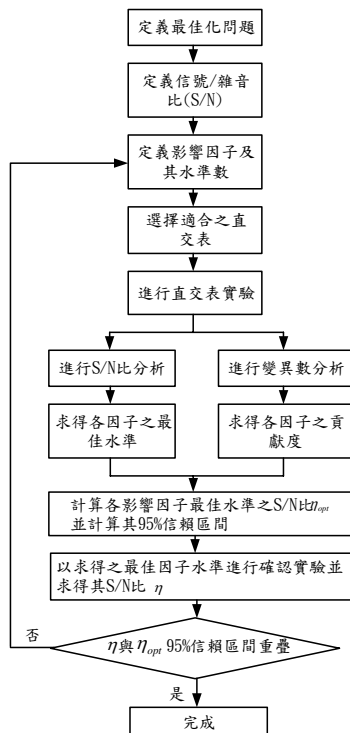 定義最佳化問題
定義信號/雜音
比(S/N)
定義影響因子及
其水準數
選擇適合之直
交表
進行直交表實驗
進行S/N比分析
進行變異數分析
求得各因子之最
佳水準
求得各因子之貢
獻度
計算各影響因子最佳水準之S/N比ηopt
並計算其95%信賴區間
以求得之最佳因子水準進行確認實驗並
求得其S/N比 η
否
η與ηopt 95%信賴區間重疊
是
完成